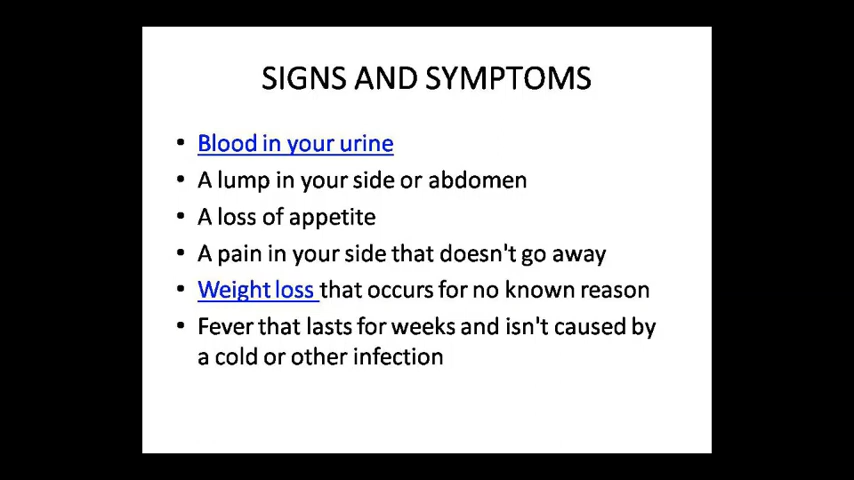 SIGNS AND SYMPTOMS
• Blood in your urine
• A lump in your side or abdomen
• A loss of appetite
• A pain in your side that doesn't go away
• Weight loss that occurs for no known reason
• Fever that lasts for weeks and isn't caused by
a cold or other infection